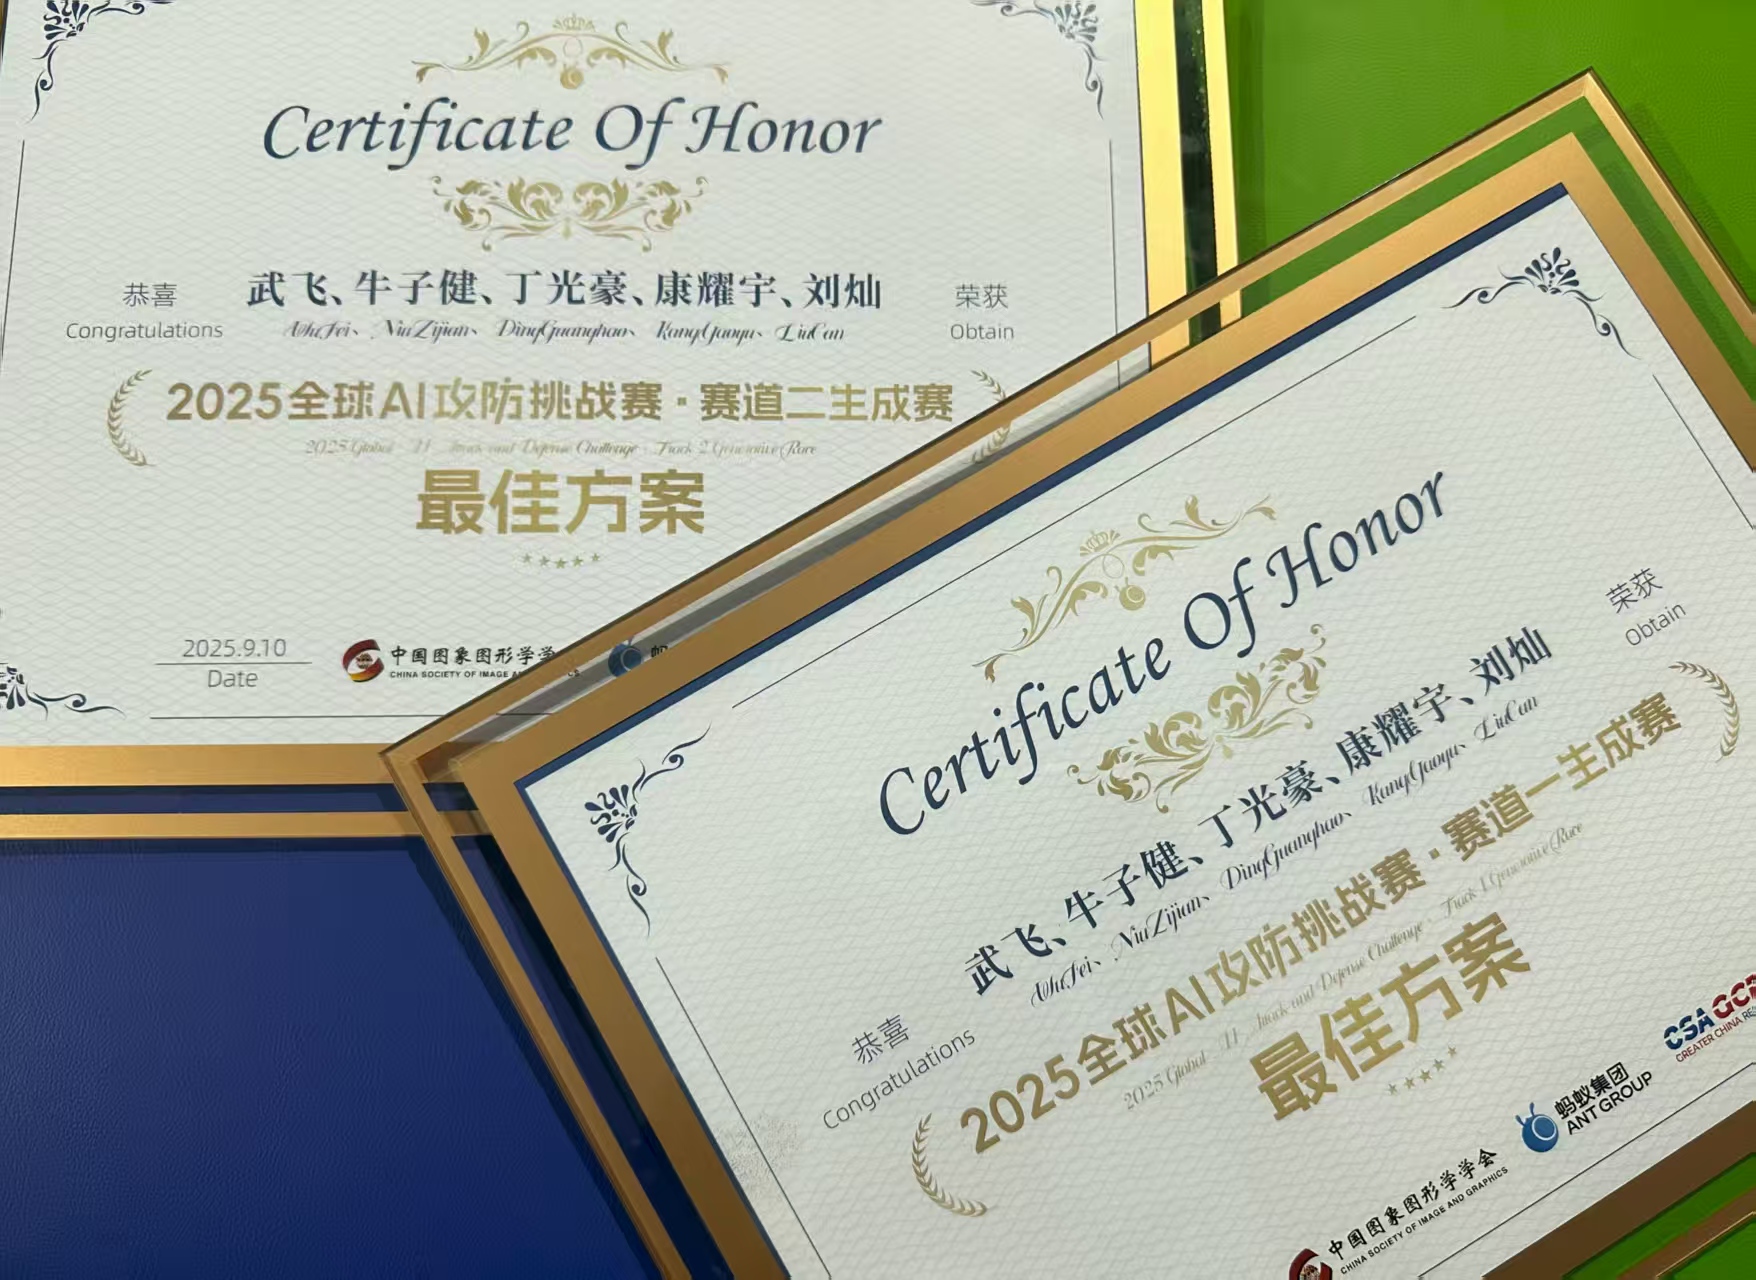 Certificate Of Honor
恭喜
Congratulations
武飞、牛子健、丁光豪、康耀宇、刘灿
WuFei、NiuZijian、DingGuanghao、KangYaoyu、LiuCan
荣获
Obtain
2025全球AI攻防挑战赛·赛道二生成赛
2025 Global AI Attack and Defense Challenge · Track 2 Generative Race
最佳方案
2025.9.10
Date
中国图象图形学学
CHINA SOCIETY OF IMAGE
Certificate Of Honor
恭喜
Congratulations
武飞、牛子健、丁光豪、康耀宇、刘灿
WuFei、NiuZijian、DingGuanghao、KangYaoyu、LiuCan
荣获
Obtain
2025全球AI攻防挑战赛·赛道一生成赛
2025 Global AI Attack and Defense Challenge · Track 1 Generative Race
最佳方案
中国图象图形学学会
CHINA SOCIETY OF IMAGE AND GRAPHICS
蚂蚁集团
ANT GROUP
CSA GCR
GREATER CHINA